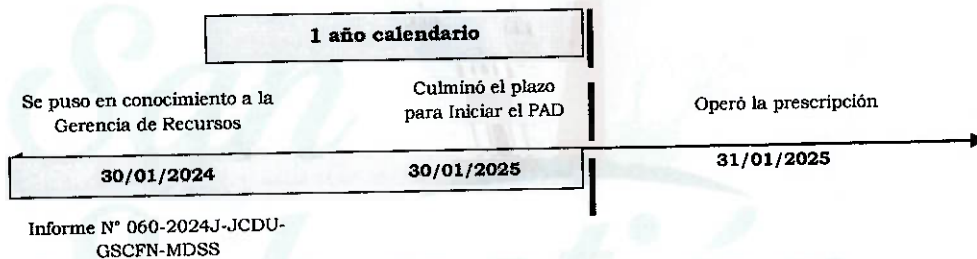 1 año calendario
Se puso en conocimiento a la
Gerencia de Recursos
Culminó el plazo
para Iniciar el PAD
Operó la prescripción
30/01/2024
30/01/2025
31/01/2025
Informe N° 060-2024J-JCDU-
GSCFN-MDSS